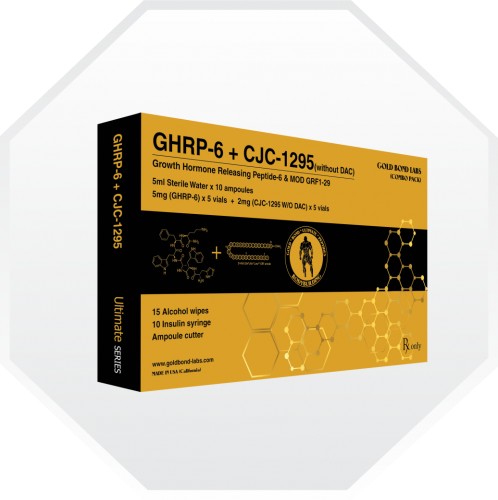 GHRP-6 + CJC-1295
Ultimate SERIES
GHRP-6 + CJC-1295(without DAC)
Growth Hormone Releasing Peptide-6 & MOD GRF1-29
5ml Sterile Water x 10 ampoules
5mg (GHRP-6) x 5 vials + 2mg (CJC-1295 W/O DAC) x 5 vials
GOLD BOND LABS
(COMBO PACK)
+
BODYBUILDING
15 Alcohol wipes
10 Insulin syringe
Ampoule cutter
www.goldbond-labs.com
MADE IN USA (California)
Rx only